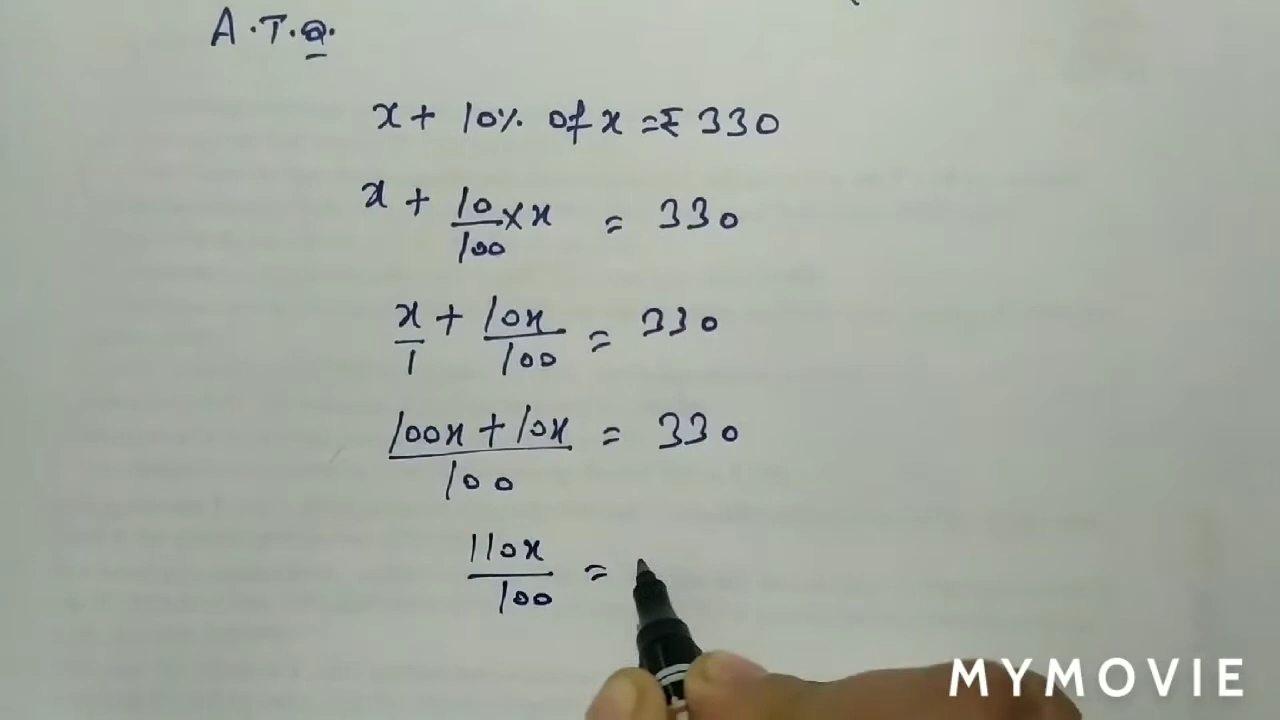 A.T.Q.
x + 10% of x = ₹ 330
x + 10/100 × x = 330
x/1 + 10x/100 = 330
100x + 10x / 100 = 330
110x/100 =
MYMOVIE